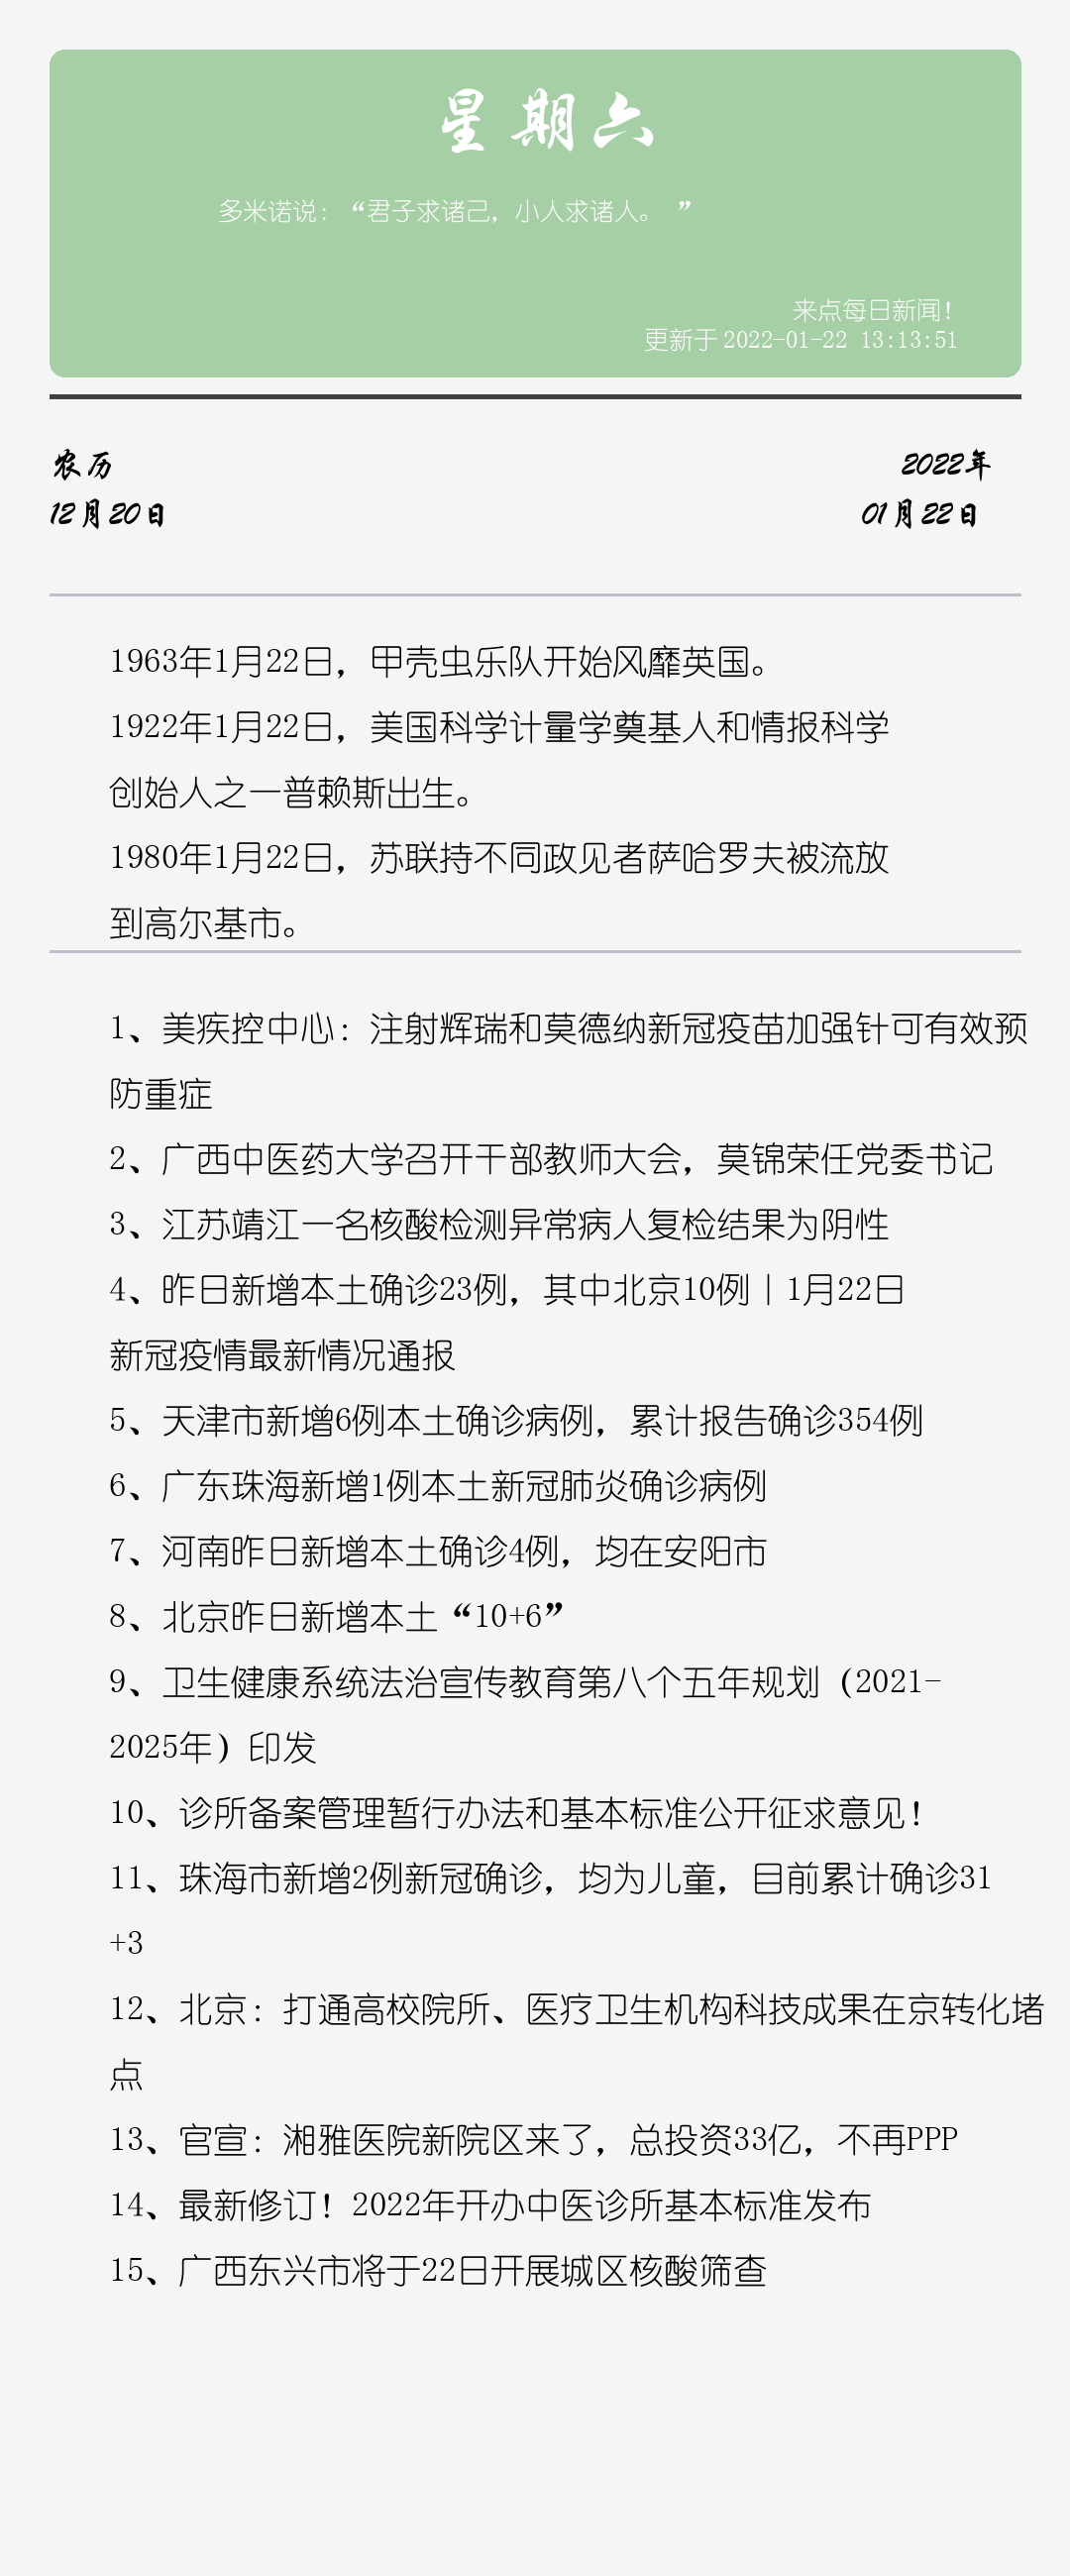 星期六
多米诺说：“君子求诸己，小人求诸人。”
来点每日新闻！
更新于 2022-01-22 13:13:51
农历
12月20日
2022年
01月22日
1963年1月22日，甲壳虫乐队开始风靡英国。
1922年1月22日，美国科学计量学奠基人和情报科学
创始人之一普赖斯出生。
1980年1月22日，苏联持不同政见者萨哈罗夫被流放
到高尔基市。
1、美疾控中心：注射辉瑞和莫德纳新冠疫苗加强针可有效预
防重症
2、广西中医药大学召开干部教师大会，莫锦荣任党委书记
3、江苏靖江一名核酸检测异常病人复检结果为阴性
4、昨日新增本土确诊23例，其中北京10例丨1月22日
新冠疫情最新情况通报
5、天津市新增6例本土确诊病例，累计报告确诊354例
6、广东珠海新增1例本土新冠肺炎确诊病例
7、河南昨日新增本土确诊4例，均在安阳市
8、北京昨日新增本土“10+6”
9、卫生健康系统法治宣传教育第八个五年规划（2021-
2025年）印发
10、诊所备案管理暂行办法和基本标准公开征求意见！
11、珠海市新增2例新冠确诊，均为儿童，目前累计确诊31
+3
12、北京：打通高校院所、医疗卫生机构科技成果在京转化堵
点
13、官宣：湘雅医院新院区来了，总投资33亿，不再PPP
14、最新修订！2022年开办中医诊所基本标准发布
15、广西东兴市将于22日开展城区核酸筛查